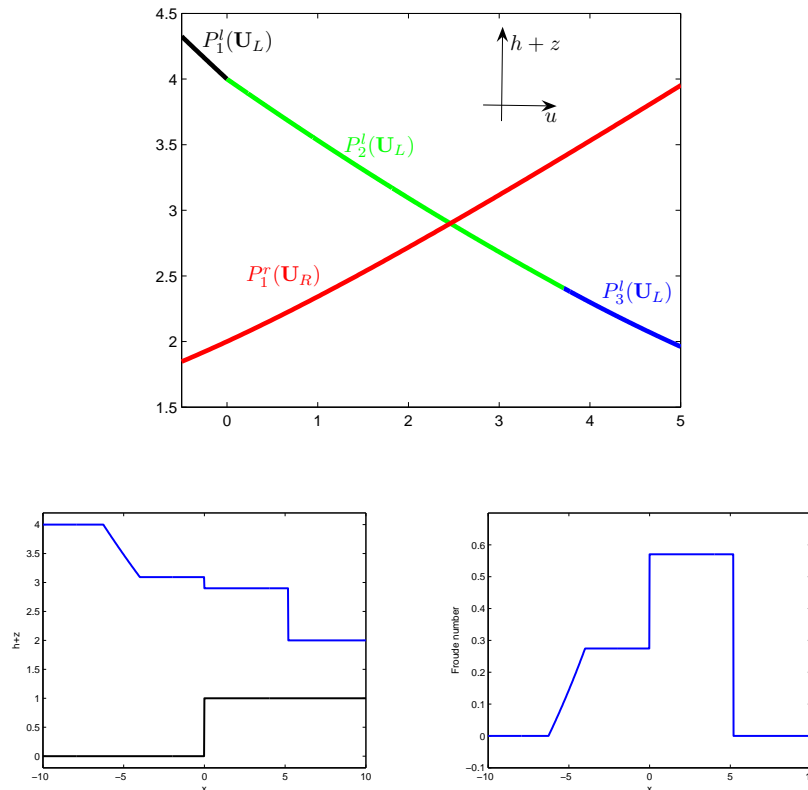 4.5
4
3.5
3
2.5
2
1.5
0 1 2 3 4 5
P_1^l(U_L)
P_2^l(U_L)
P_3^l(U_L)
P_1^r(U_R)
h + z
u
4
3.5
3
2.5
2
1.5
1
0.5
0
−10 −5 0 5 10
h+z
x
0.6
0.5
0.4
0.3
0.2
0.1
0
−0.1
−10 −5 0 5 1
Froude number
x